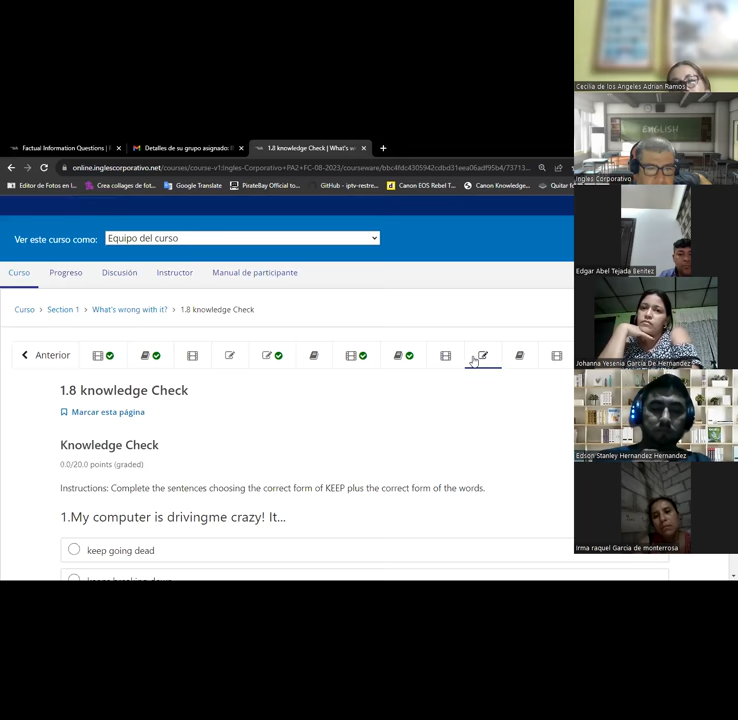 Cecilia de los Angeles Adrian Ramos
ENGLISH
Ingles Corporativo
Edgar Abel Tejada Benitez
Johanna Yesenia Garcia De Hernandez
Edson Stanley Hernandez Hernandez
Irma raquel Garcia de monterrosa
Factual Information Questions |
Detalles de su grupo asignado:
1.8 knowledge Check | What's
online.inglescorporativo.net/courses/course-v1:Ingles-Corporativo+PA2+FC-08-2023/courseware/
Editor de Fotos en l...
Crea collages de fot...
Google Translate
PirateBay Official to...
GitHub - iptv-restre...
Canon EOS Rebel T...
Canon Knowledge...
Quitar
Ver este curso como:
Equipo del curso
Curso
Progreso
Discusión
Instructor
Manual de participante
Curso > Section 1 > What's wrong with it? > 1.8 knowledge Check
Anterior
1.8 knowledge Check
Marcar esta página
Knowledge Check
0.0/20.0 points (graded)
Instructions: Complete the sentences choosing the correct form of KEEP plus the correct form of the words.
1.My computer is drivingme crazy! It...
keep going dead